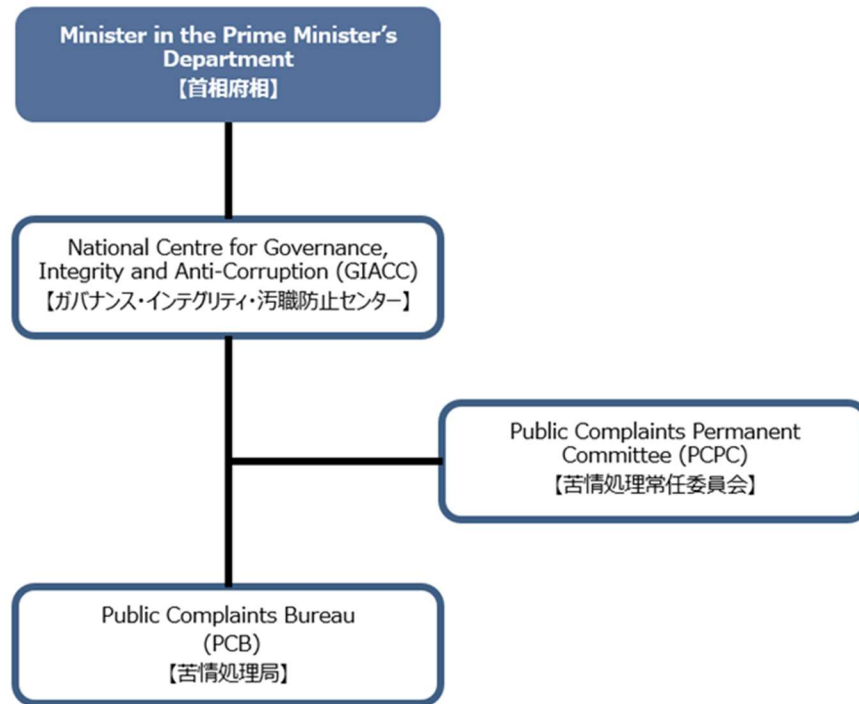 Minister in the Prime Minister’s
Department
【首相府相】
National Centre for Governance,
Integrity and Anti-Corruption (GIACC)
【ガバナンス・インテグリティ・汚職防止センター】
Public Complaints Permanent
Committee (PCPC)
【苦情処理常任委員会】
Public Complaints Bureau
(PCB)
【苦情処理局】